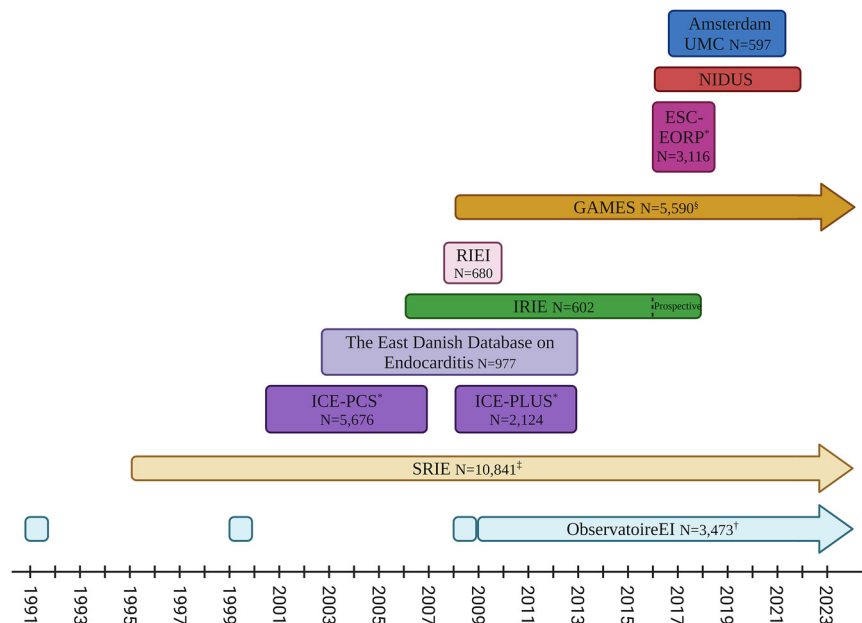 Amsterdam
UMC N=597
NIDUS
ESC-
EORP*
N=3,116
GAMES N=5,590§
RIEI
N=680
IRIE N=602
Prospective
The East Danish Database on
Endocarditis N=977
ICE-PCS*
N=5,676
ICE-PLUS*
N=2,124
SRIE N=10,841‡
ObservatoireEI N=3,473†
1991
1995
1997
1999
2001
2003
2005
2007
2009
2011
2013
2015
2017
2019
2021
2023